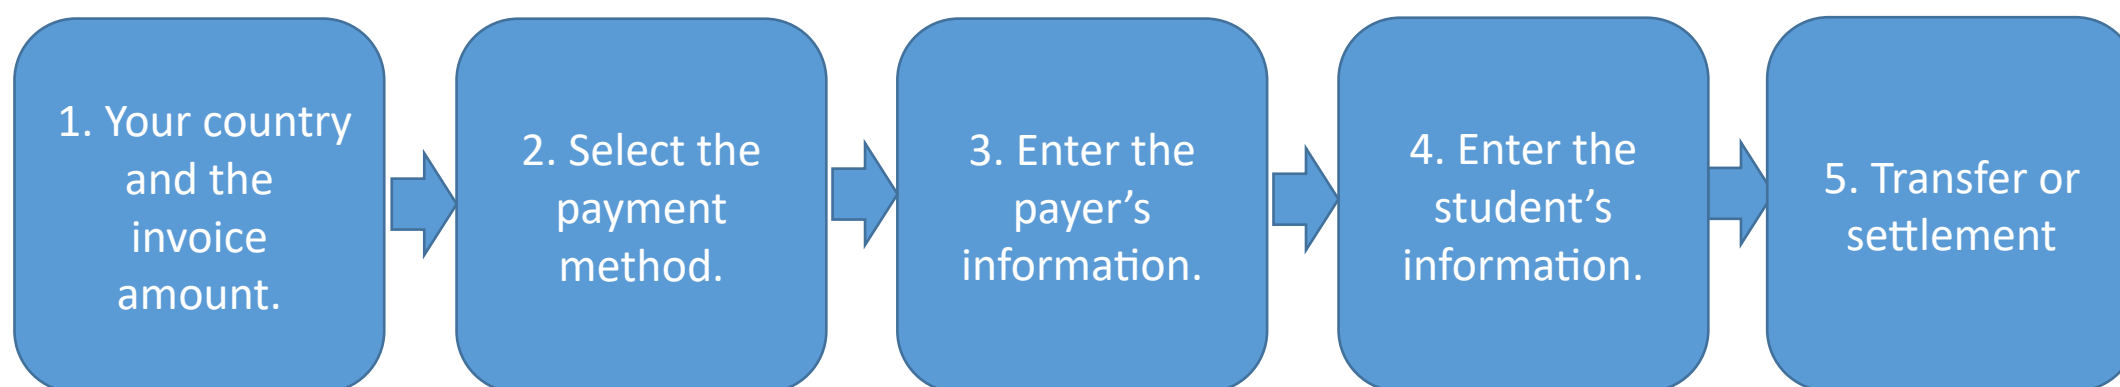 1. Your country
and the
invoice
amount.
2. Select the
payment
method.
3. Enter the
payer’s
information.
4. Enter the
student’s
information.
5. Transfer or
settlement